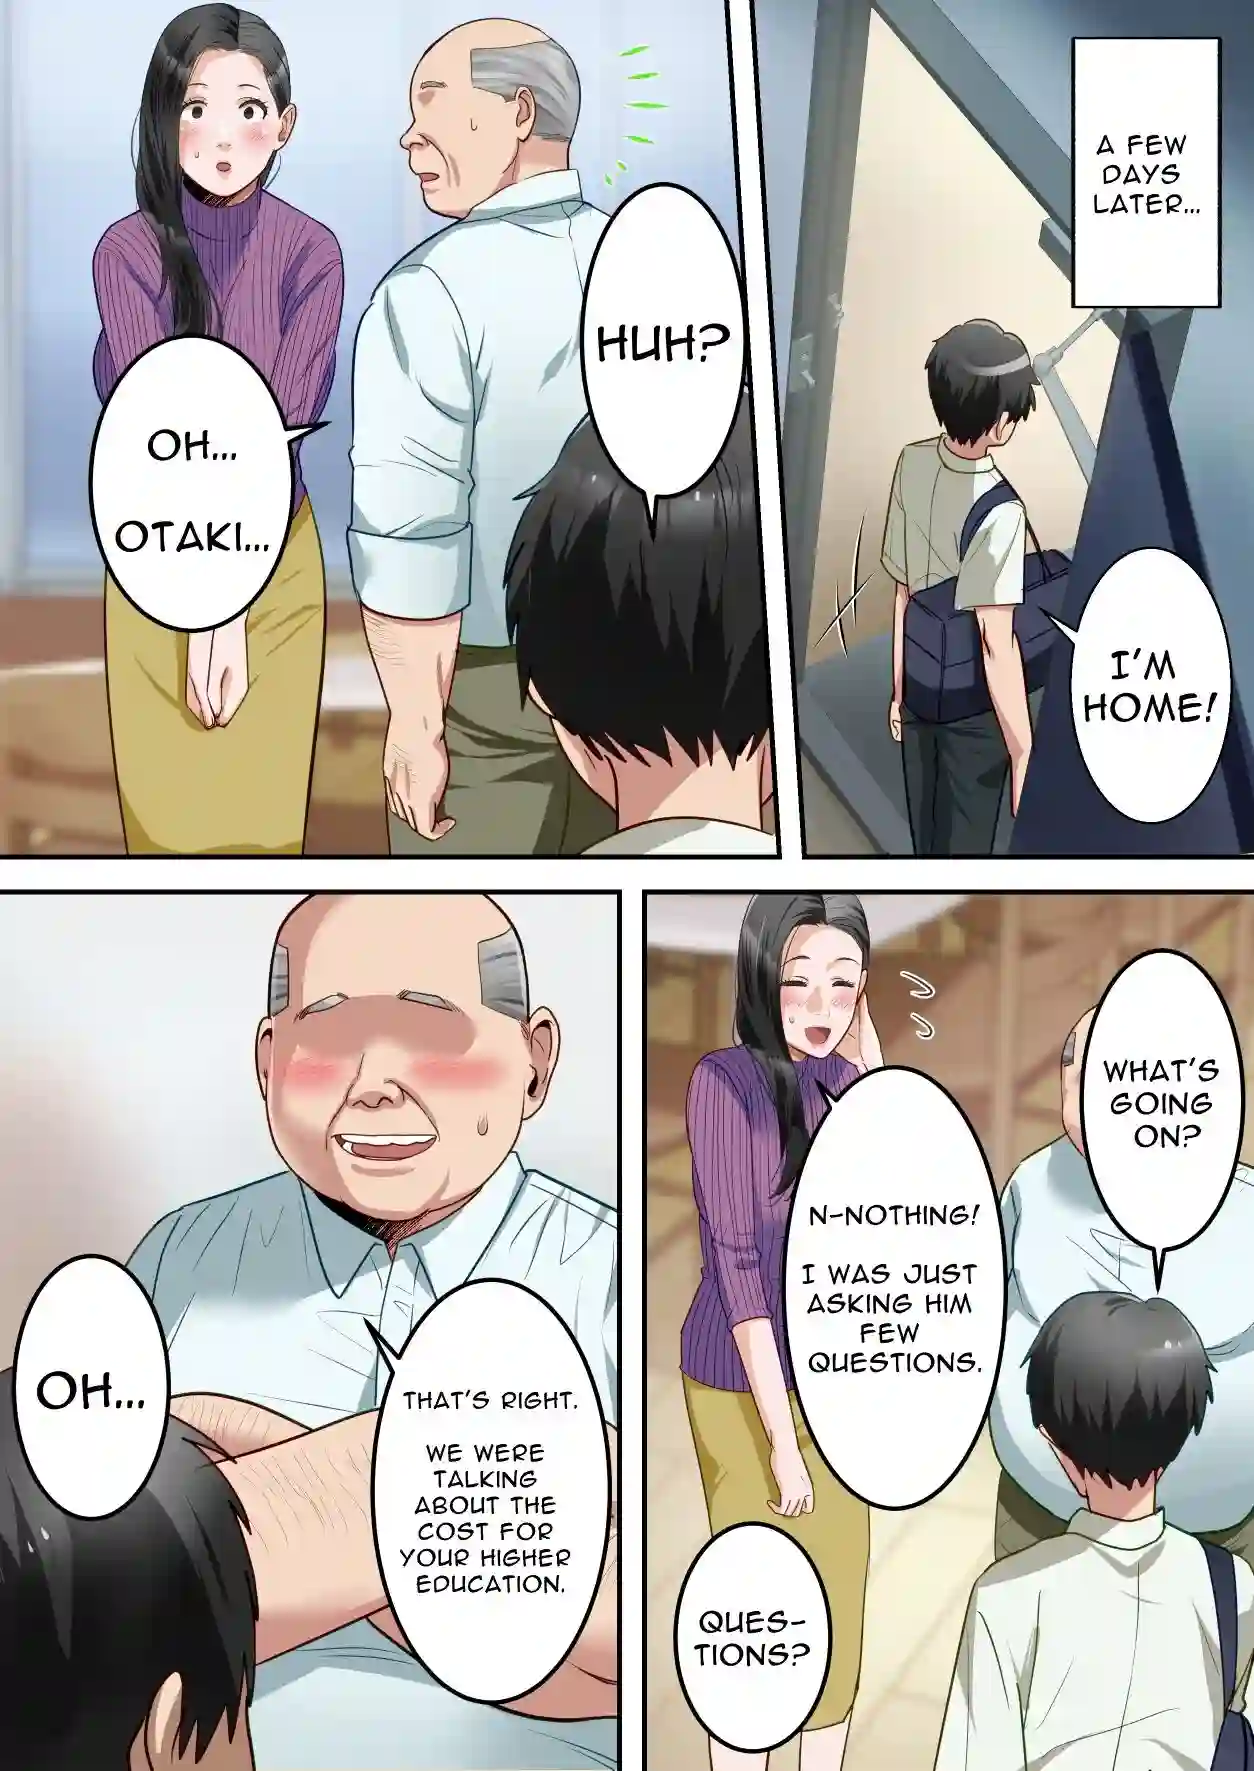 A FEW
DAYS
LATER...
I'M
HOME!
HUH?
OH...
OTAKI...
WHAT'S
GOING
ON?
N-NOTHING!
I WAS JUST
ASKING HIM
FEW
QUESTIONS.
QUES-
TIONS?
THAT'S RIGHT.
WE WERE
TALKING
ABOUT THE
COST FOR
YOUR HIGHER
EDUCATION.
OH...